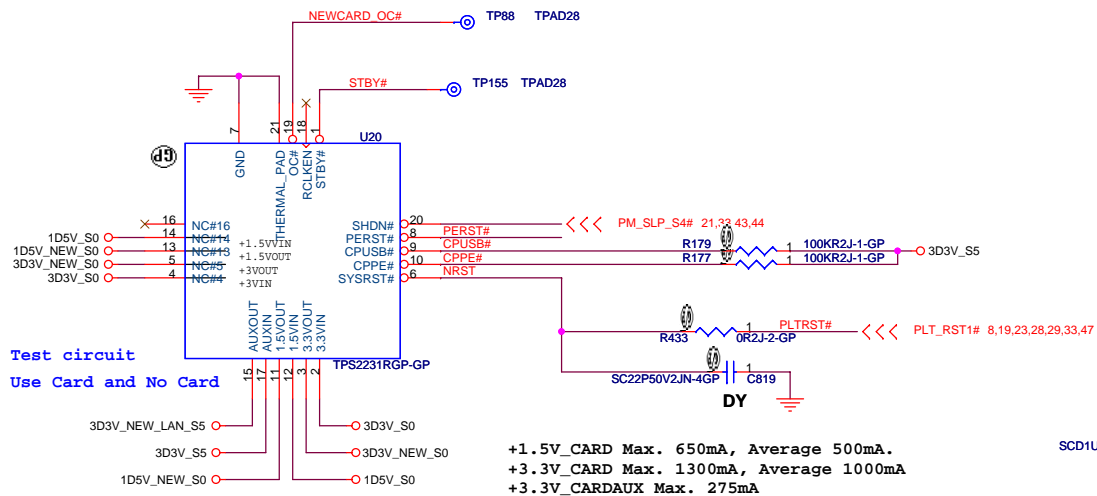 NEWCARD_OC#
TP88 TPAD28
STBY#
TP155 TPAD28
7
21
19
18
1
U20
GP
GND
THERMAL_PAD
OC#
RCLKEN
STBY#
16
NC#16
1D5V_S0
14
NC#14
+1.5VVIN
1D5V_NEW_S0
13
NC#13
+1.5VOUT
3D3V_NEW_S0
5
NC#5
+3VOUT
3D3V_S0
4
NC#4
+3VIN
SHDN#
20
PM_SLP_S4# 21,33,43,44
PERST#
8
PERST#
CPUSB#
9
CPUSB#
R179
1
100KR2J-1-GP
3D3V_S5
CPPE#
10
CPPE#
R177
1
100KR2J-1-GP
SYSRST#
6
NRST
R433
1
0R2J-2-GP
PLTRST#
PLT_RST1# 8,19,23,28,29,33,47
SC22P50V2JN-4GP
1
C819
DY
AUXOUT
AUXIN
1.5VOUT
1.5VIN
3.3VOUT
3.3VIN
TPS2231RGP-GP
15
17
11
12
3
2
Test circuit
Use Card and No Card
3D3V_NEW_LAN_S5
3D3V_S0
3D3V_S5
3D3V_NEW_S0
1D5V_NEW_S0
1D5V_S0
+1.5V_CARD Max. 650mA, Average 500mA.
+3.3V_CARD Max. 1300mA, Average 1000mA
+3.3V_CARDAUX Max. 275mA
SCD1U